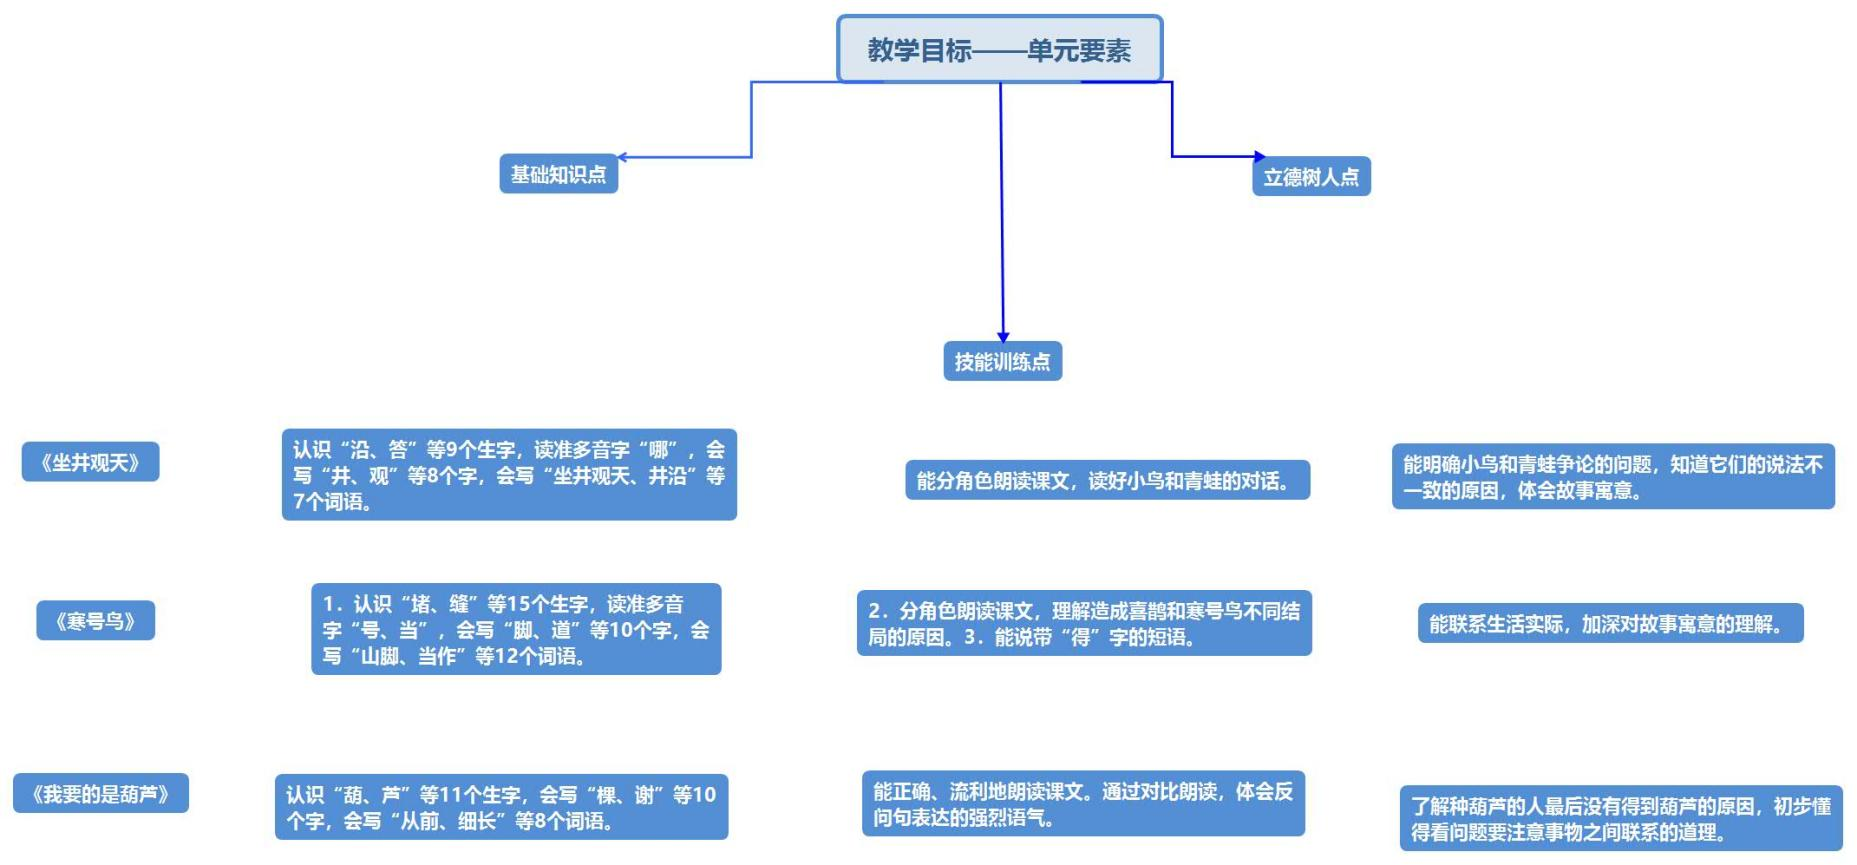 教学目标——单元要素
基础知识点
立德树人点
技能训练点
《坐井观天》
认识“沿、答”等9个生字，读准多音字“哪”，会
写“井、观”等8个字，会写“坐井观天、井沿”等
7个词语。
能分角色朗读课文，读好小鸟和青蛙的对话。
能明确小鸟和青蛙争论的问题，知道它们的说法不
一致的原因，体会故事寓意。
《寒号鸟》
1．认识“堵、缝”等15个生字，读准多音
字“号、当”，会写“脚、道”等10个字，会
写“山脚、当作”等12个词语。
2．分角色朗读课文，理解造成喜鹊和寒号鸟不同结
局的原因。3．能说带“得”字的短语。
能联系生活实际，加深对故事寓意的理解。
《我要的是葫芦》
认识“葫、芦”等11个生字，会写“棵、谢”等10
个字，会写“从前、细长”等8个词语。
能正确、流利地朗读课文。通过对比朗读，体会反
问句表达的强烈语气。
了解种葫芦的人最后没有得到葫芦的原因，初步懂
得看问题要注意事物之间联系的道理。